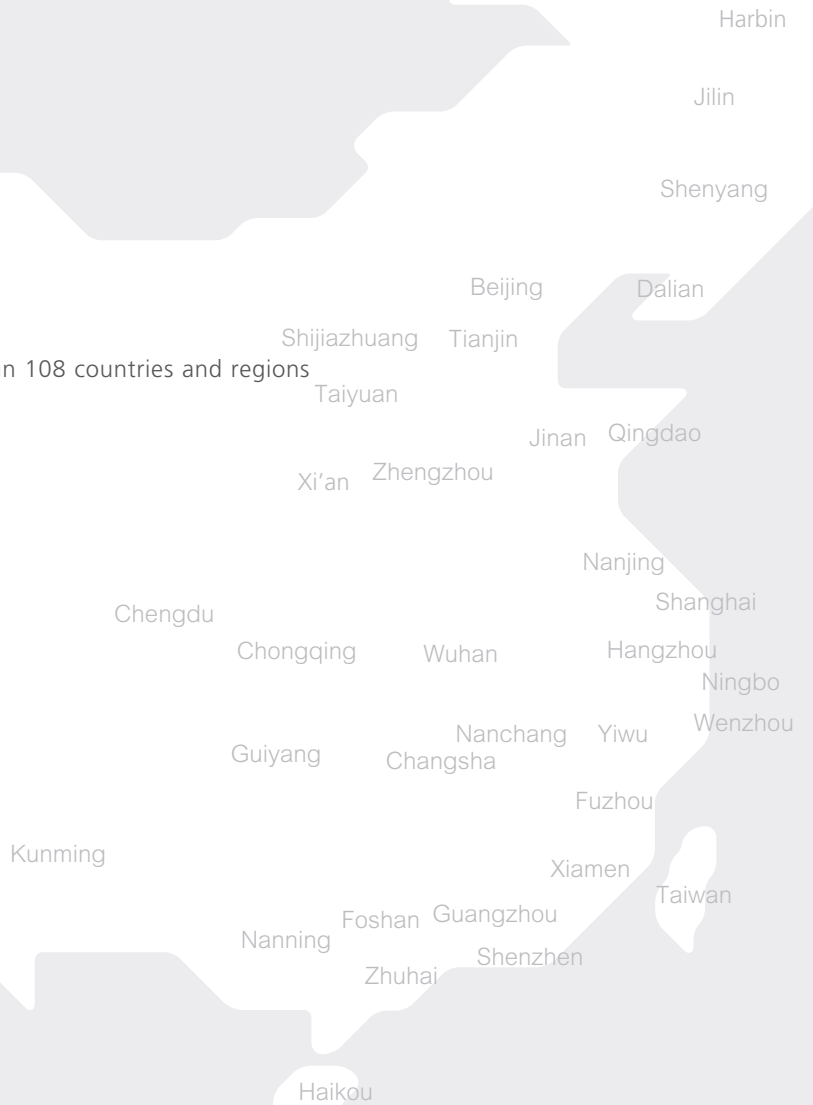 Harbin
Jilin
Shenyang
Beijing Dalian
Shijiazhuang Tianjin
n 108 countries and regions
Taiyuan
Jinan Qingdao
Xi’an Zhengzhou
Nanjing
Shanghai
Chengdu
Chongqing Wuhan Hangzhou
Ningbo
Wenzhou
Nanchang Yiwu
Guiyang Changsha
Fuzhou
Kunming
Xiamen
Taiwan
Foshan Guangzhou
Nanning
Shenzhen
Zhuhai
Haikou